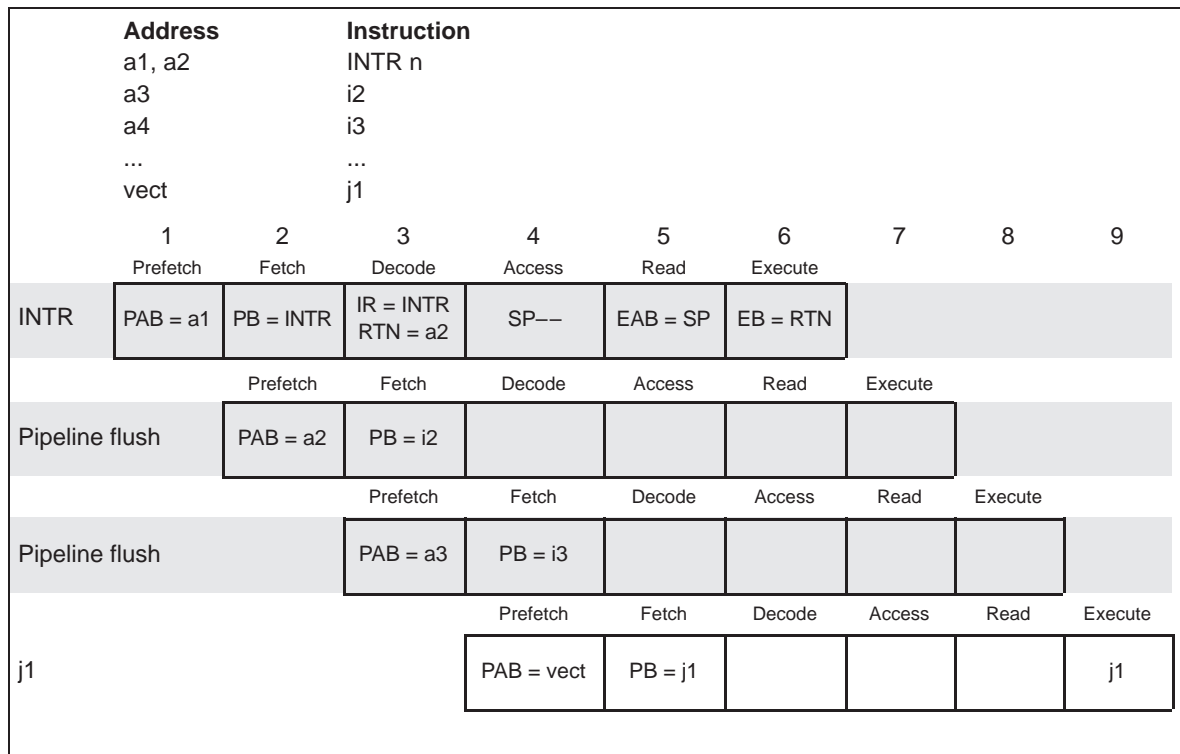 Address Instruction
a1, a2 INTR n
a3 i2
a4 i3
... ...
vect j1
1 2 3 4 5 6 7 8 9
Prefetch Fetch Decode Access Read Execute
INTR PAB = a1 PB = INTR IR = INTR RTN = a2 SP−− EAB = SP EB = RTN
Prefetch Fetch Decode Access Read Execute
Pipeline flush PAB = a2 PB = i2
Prefetch Fetch Decode Access Read Execute
Pipeline flush PAB = a3 PB = i3
Prefetch Fetch Decode Access Read Execute
j1 PAB = vect PB = j1 j1